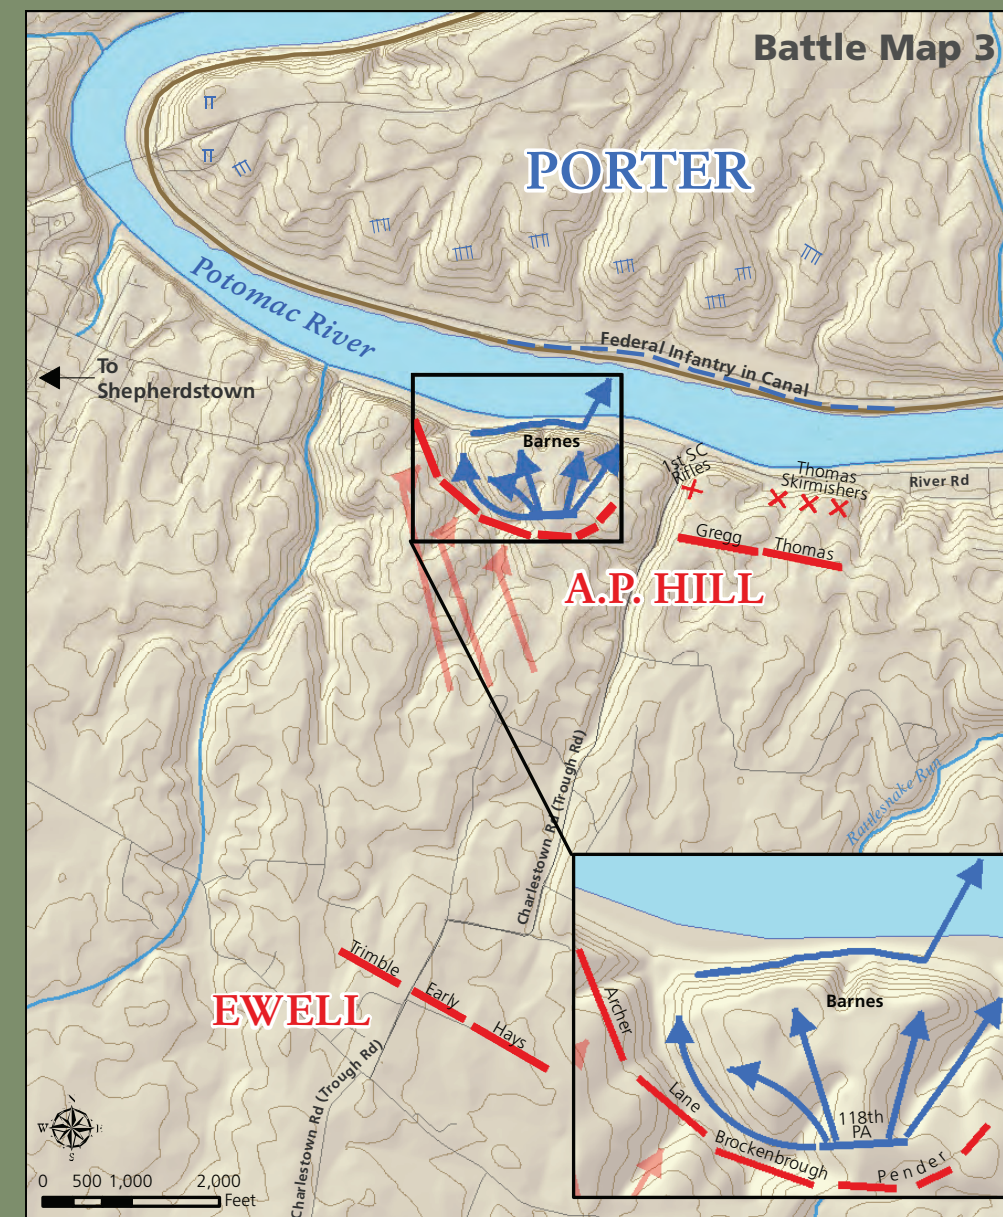 Battle Map 3
PORTER
Potomac River
Federal Infantry in Canal
To
Shepherdstown
Barnes
1st SC
Rifles
Thomas
Skirmishers
River Rd
Gregg
Thomas
A.P. HILL
Charlestown Rd (Trough Rd)
Rattlesnake Run
Trimble
Early
Hays
EWELL
Charlestown Rd (Trough Rd)
Barnes
Archer
Lane
Brockenbrough
118th
PA
Pender
N
W E
S
0 500 1,000 2,000
Feet